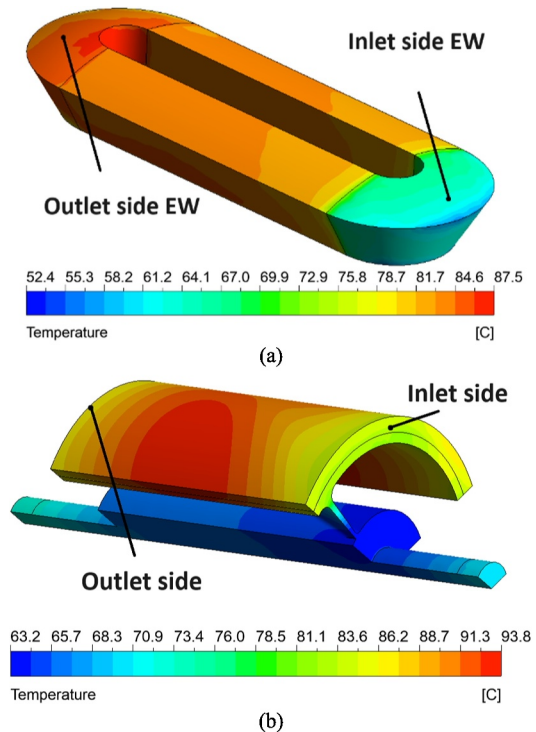 Inlet side EW
Outlet side EW
52.4 55.3 58.2 61.2 64.1 67.0 69.9 72.9 75.8 78.7 81.7 84.6 87.5
Temperature [C]
(a)
Inlet side
Outlet side
63.2 65.7 68.3 70.9 73.4 76.0 78.5 81.1 83.6 86.2 88.7 91.3 93.8
Temperature [C]
(b)